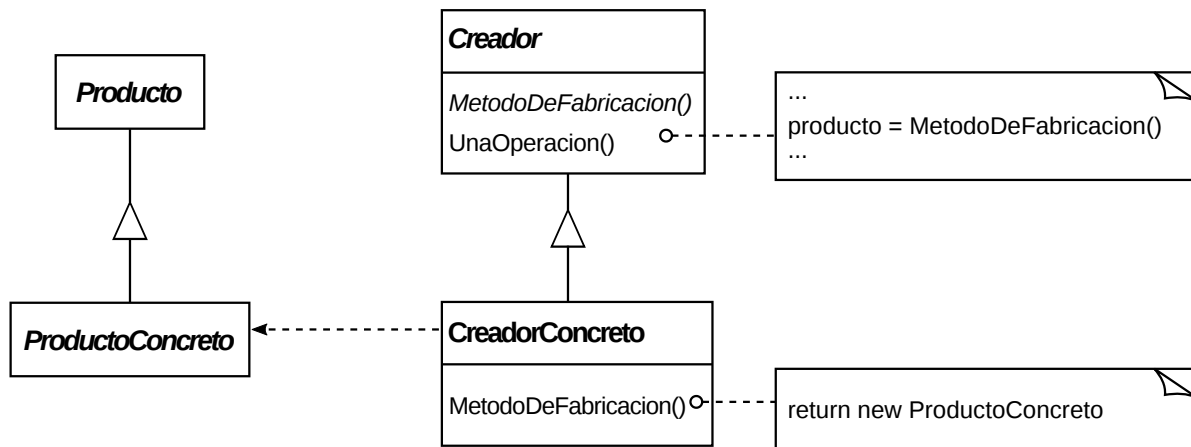 Creador
MetodoDeFabricacion()
UnaOperacion()
Producto
...
producto = MetodoDeFabricacion()
...
ProductoConcreto
CreadorConcreto
MetodoDeFabricacion()
return new ProductoConcreto